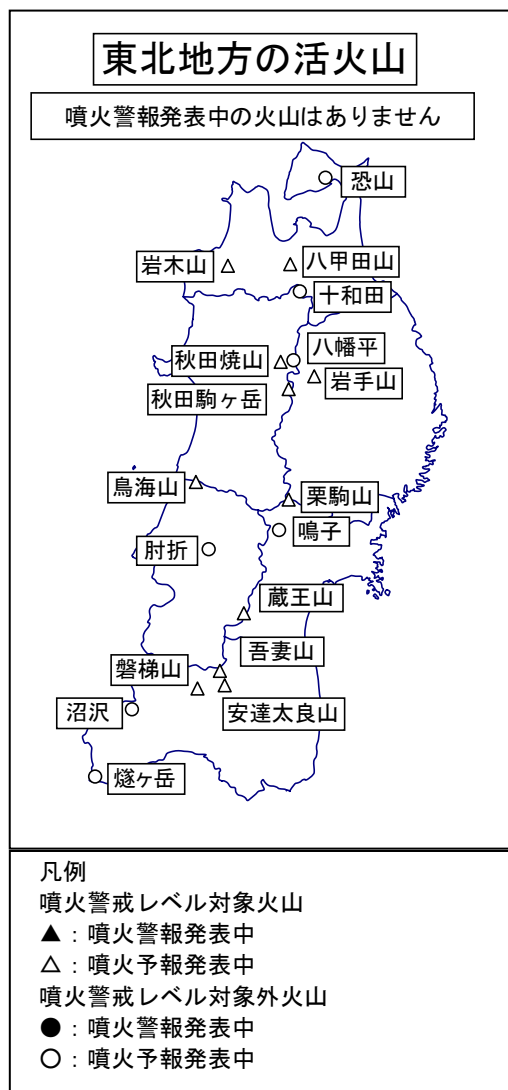 東北地方の活火山
噴火警報発表中の火山はありません
恐山
岩木山
八甲田山
十和田
八幡平
秋田焼山
岩手山
秋田駒ヶ岳
鳥海山
栗駒山
鳴子
肘折
蔵王山
吾妻山
磐梯山
沼沢
安達太良山
燧ヶ岳
凡例
噴火警戒レベル対象火山
▲：噴火警報発表中
△：噴火予報発表中
噴火警戒レベル対象外火山
●：噴火警報発表中
○：噴火予報発表中